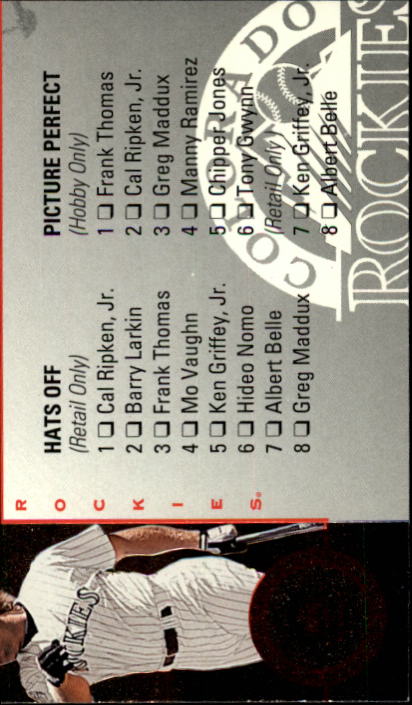 HATS OFF
(Retail Only)
1 Cal Ripken, Jr.
2 Barry Larkin
3 Frank Thomas
4 Mo Vaughn
5 Ken Griffey, Jr.
6 Hideo Nomo
7 Albert Belle
8 Greg Maddux
PICTURE PERFECT
(Hobby Only)
1 Frank Thomas
2 Cal Ripken, Jr.
3 Greg Maddux
4 Manny Ramirez
5 Chipper Jones
6 Tony Gwynn
(Retail Only)
7 Ken Griffey, Jr.
8 Albert Belle
COLORADO
ROCKIES
ROCKIES®